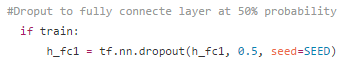 #Droput to fully connecte layer at 50% probability
if train:
h_fc1 = tf.nn.dropout(h_fc1, 0.5, seed=SEED)